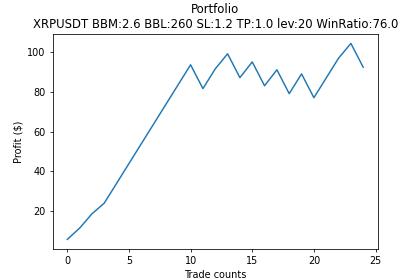 Portfolio
XRPUSDT BBM:2.6 BBL:260 SL:1.2 TP:1.0 lev:20 WinRatio:76.0
100
80
60
40
20
Profit ($)
0 5 10 15 20 25
Trade counts